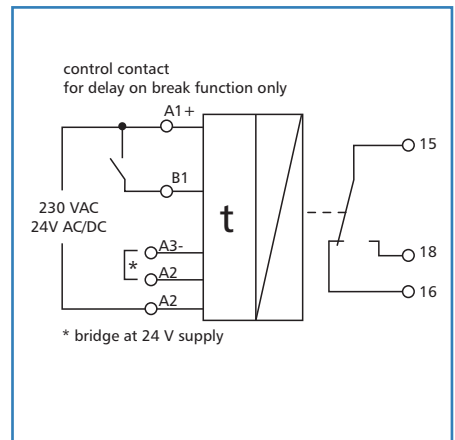 control contact
for delay on break function only
A1+
15
B1
230 VAC
24V AC/DC
t
A3-
*
A2
18
16
A2
* bridge at 24 V supply